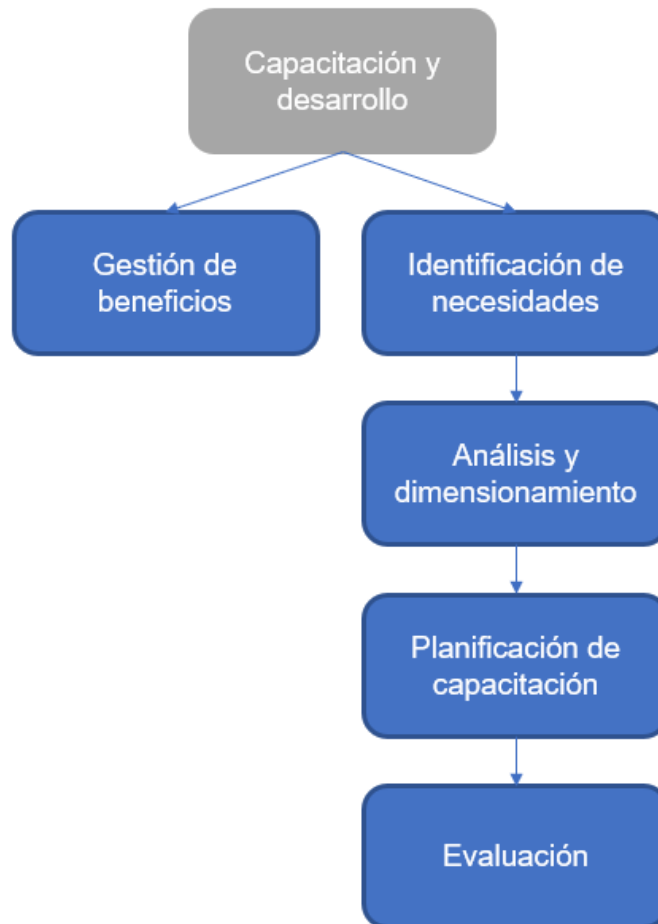 Capacitación y
desarrollo
Gestión de
beneficios
Identificación de
necesidades
Análisis y
dimensionamiento
Planificación de
capacitación
Evaluación